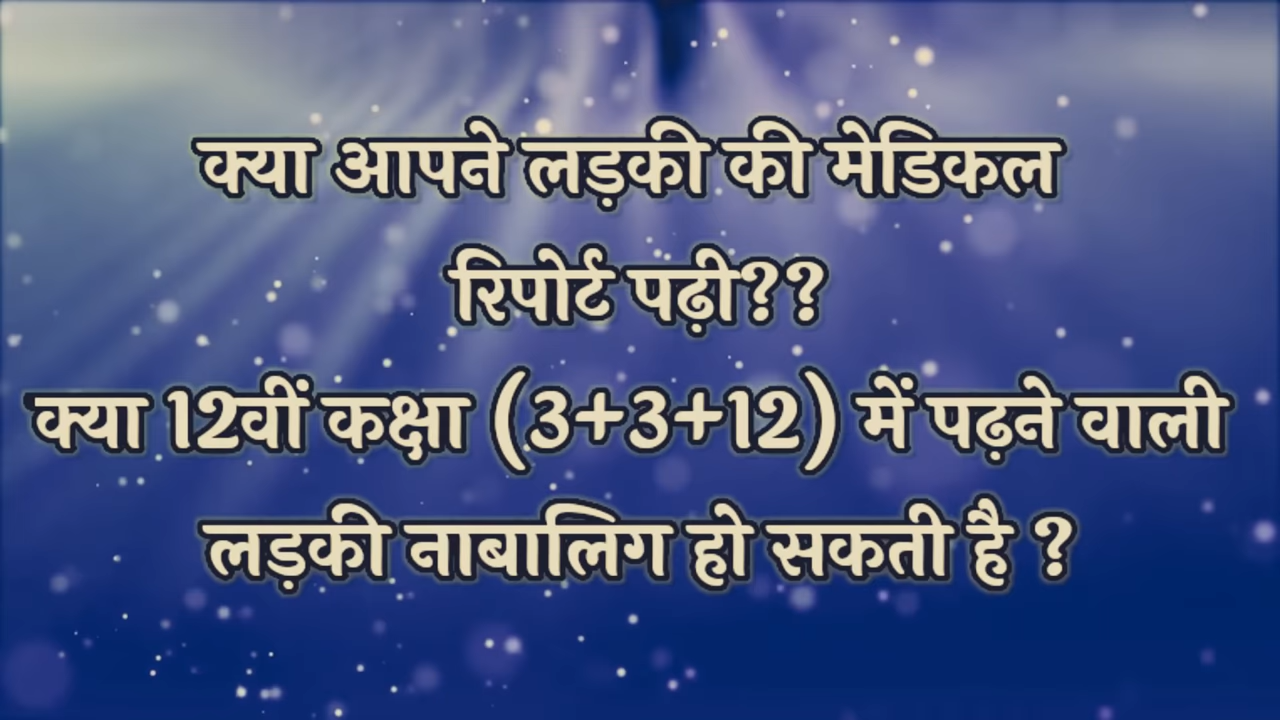 क्या आपने लड़की की मेडिकल
रिपोर्ट पढ़ी??
क्या 12वीं कक्षा (3+3+12) में पढ़ने वाली
लड़की नाबालिग हो सकती है ?